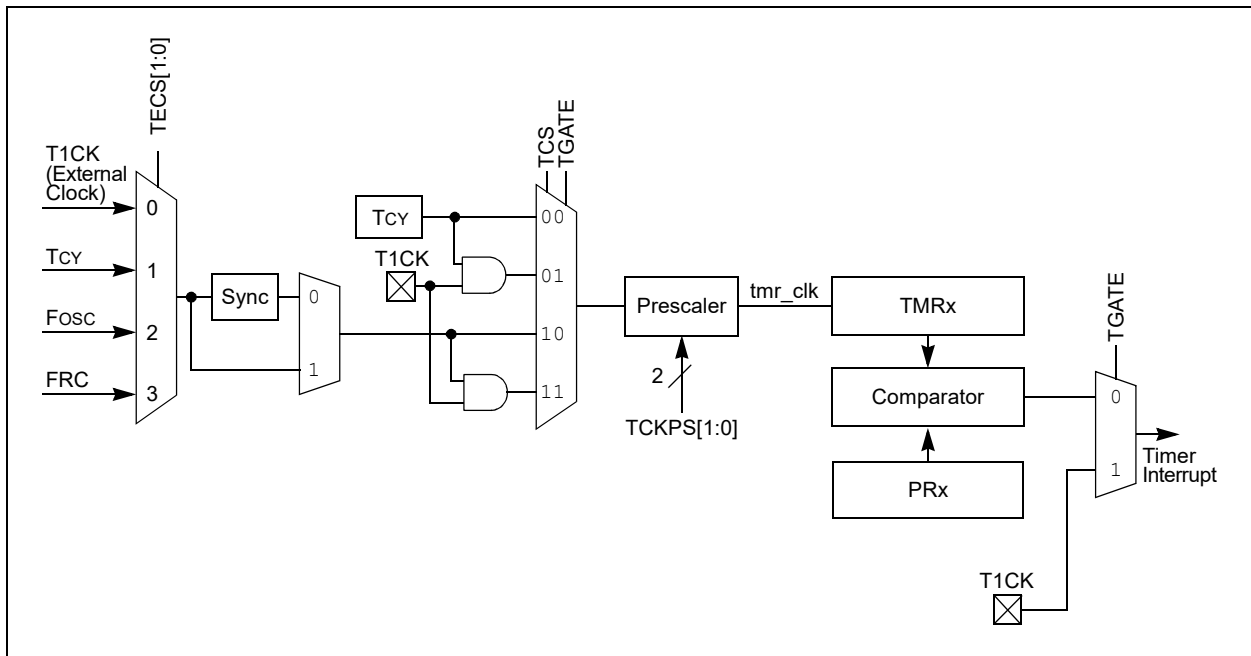 TECS[1:0]
T1CK
(External
Clock)
0
TCY
1
FOSC
2
FRC
3
Sync
0
1
TCY
T1CK
TCS
TGATE
00
01
10
11
Prescaler
2
TCKPS[1:0]
tmr_clk
TMRx
Comparator
PRx
TGATE
0
1
Timer
Interrupt
T1CK